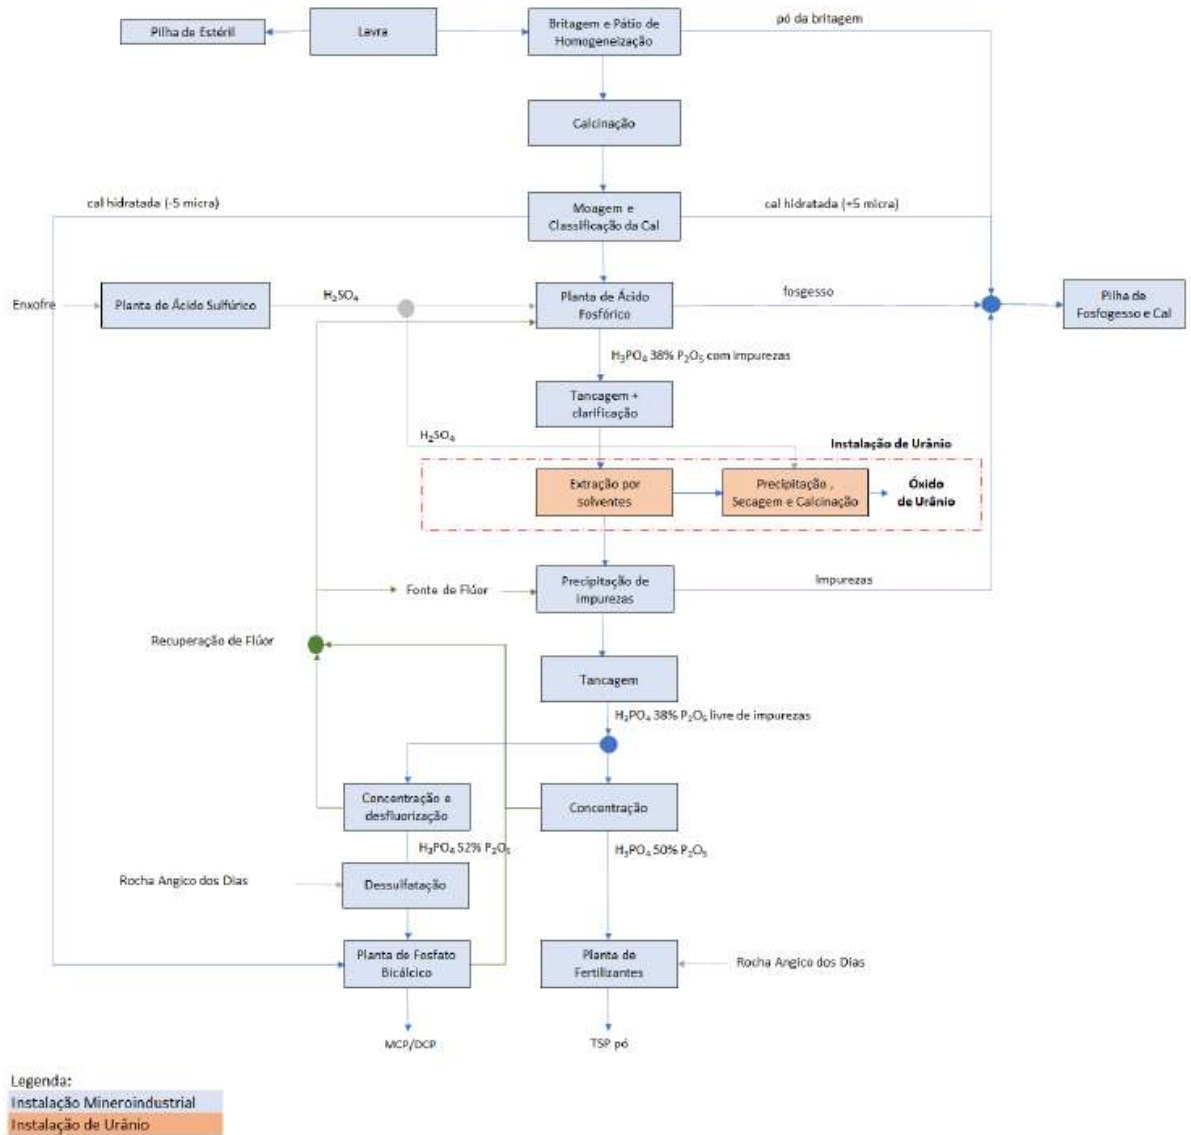 Pilha de Estéril
Lavra
Britagem e Pátio de
Homogeneização
pó da britagem
Calcinação
cal hidratada (-5 micra)
Moagem e
Classificação da Cal
cal hidratada (+5 micra)
Enxofre
Planta de Ácido Sulfúrico
H₂SO₄
Planta de Ácido
Fosfórico
fosgesso
Pilha de
Fosfogesso e Cal
H₃PO₄ 38% P₂O₅ com impurezas
Tancagem +
clarificação
H₂SO₄
Instalação de Urânio
Extração por
solventes
Precipitação ,
Secagem e Calcinação
Óxido
de Urânio
Fonte de Flúor
Precipitação de
impurezas
Impurezas
Recuperação de Flúor
Tancagem
H₃PO₄ 38% P₂O₅ livre de impurezas
Concentração e
desfluorização
Concentração
H₃PO₄ 52% P₂O₅
H₃PO₄ 50% P₂O₅
Rocha Angico dos Dias
Dessulfatação
Planta de Fosfato
Bicálcico
Planta de
Fertilizantes
Rocha Angico dos Dias
MCP/DCP
TSP pó
Legenda:
Instalação Mineroindustrial
Instalação de Urânio